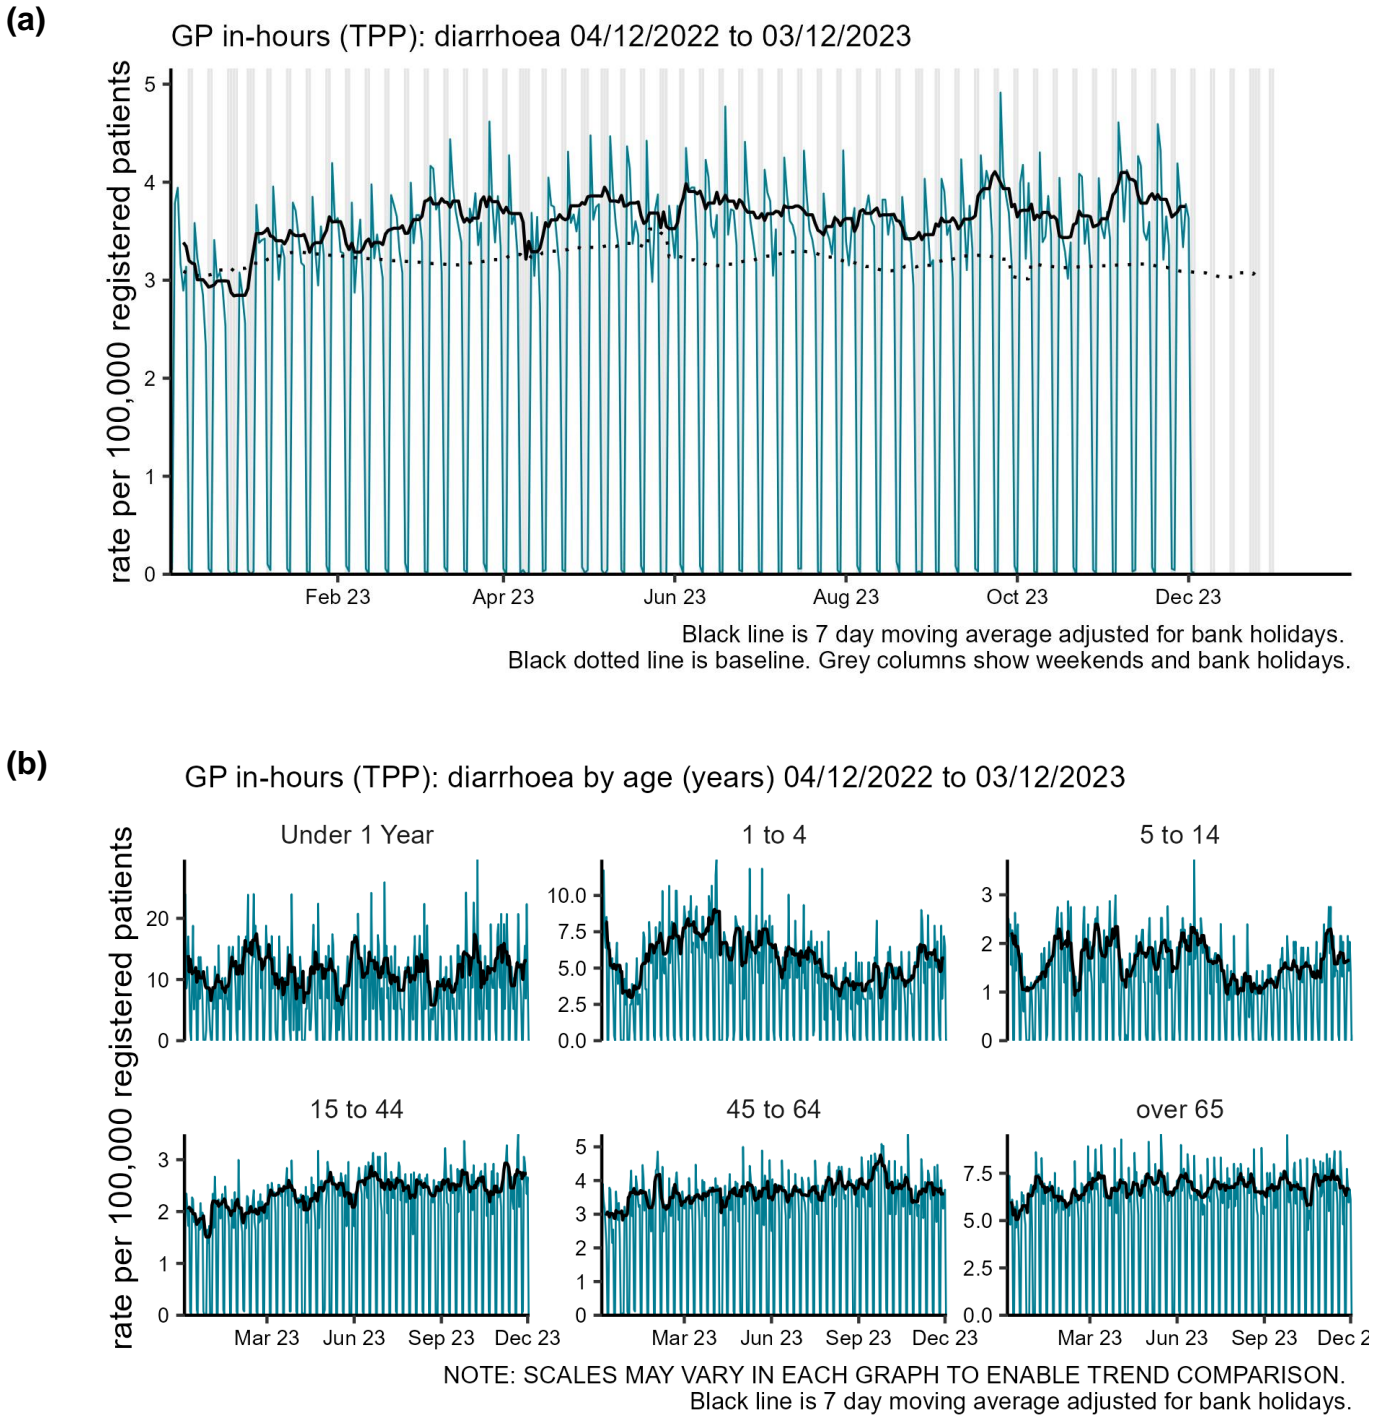 (a)
GP in-hours (TPP): diarrhoea 04/12/2022 to 03/12/2023
rate per 100,000 registered patients
5
4
3
2
1
0
Feb 23 Apr 23 Jun 23 Aug 23 Oct 23 Dec 23
Black line is 7 day moving average adjusted for bank holidays.
Black dotted line is baseline. Grey columns show weekends and bank holidays.
(b)
GP in-hours (TPP): diarrhoea by age (years) 04/12/2022 to 03/12/2023
rate per 100,000 registered patients
Under 1 Year
20
10
0
1 to 4
10.0
7.5
5.0
2.5
0.0
5 to 14
3
2
1
0
15 to 44
3
2
1
0
Mar 23 Jun 23 Sep 23 Dec 23
45 to 64
5
4
3
2
1
0
Mar 23 Jun 23 Sep 23 Dec 23
over 65
7.5
5.0
2.5
0.0
Mar 23 Jun 23 Sep 23 Dec 2
NOTE: SCALES MAY VARY IN EACH GRAPH TO ENABLE TREND COMPARISON.
Black line is 7 day moving average adjusted for bank holidays.